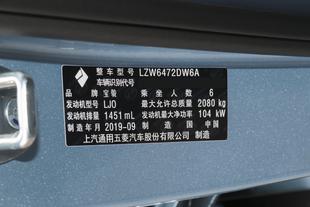 整车型号 LZW6472DW6A
车辆识别代号
品牌 宝骏 乘坐人数 6
发动机型号 LJO 最大允许总质量 2080 kg
发动机排量 1451 mL 发动机最大净功率 104 kW
制造年月 2019-09 制造国 中国
上汽通用五菱汽车股份有限公司 制造